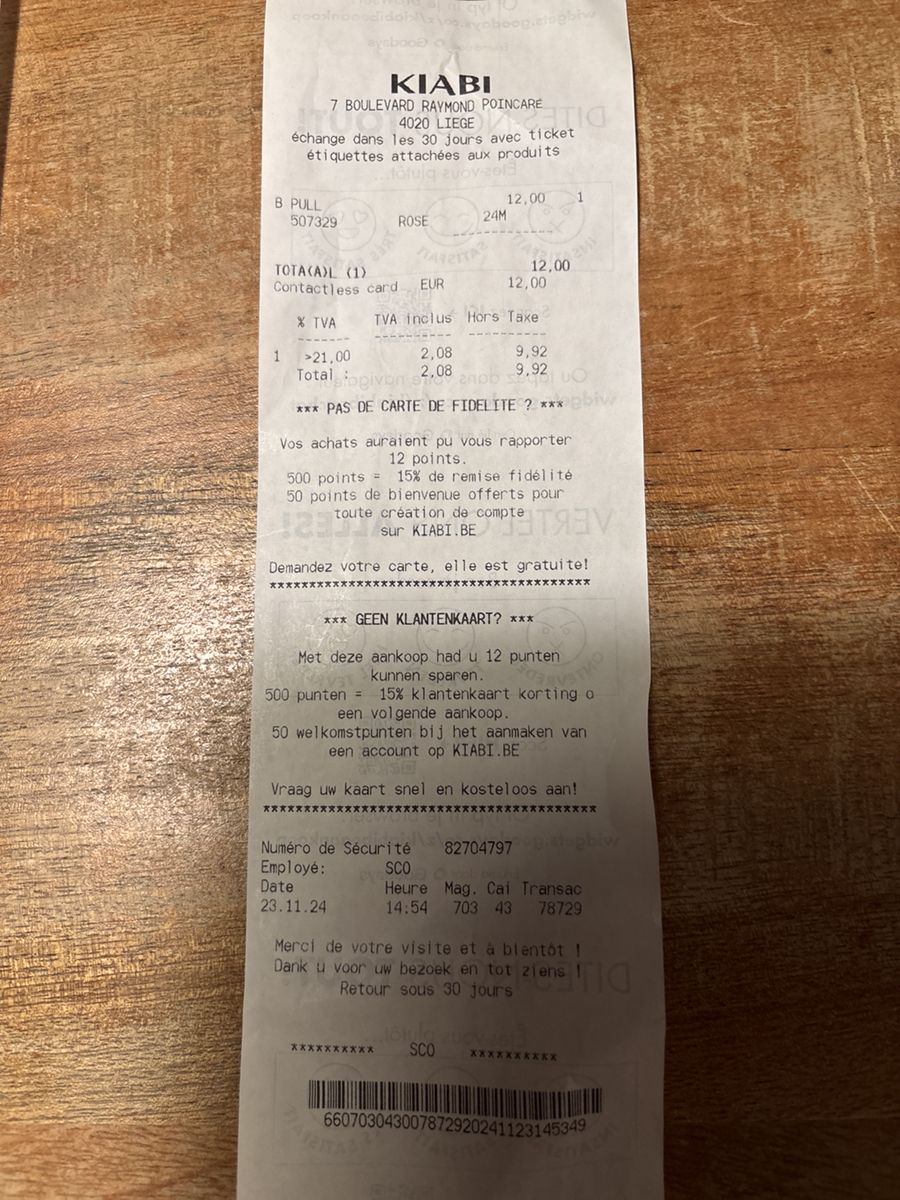 KIABI
7 BOULEVARD RAYMOND POINCARE
4020 LIEGE
échange dans les 30 jours avec ticket
étiquettes attachées aux produits
B PULL 12,00 1
507329 ROSE 24M
--------------
TOTA(A)L (1) 12,00
Contactless card EUR 12,00
% TVA TVA inclus Hors Taxe
------- ---------- ----------
1 >21,00 2,08 9,92
Total : 2,08 9,92
*** PAS DE CARTE DE FIDELITE ? ***
Vos achats auraient pu vous rapporter
12 points.
500 points = 15% de remise fidélité
50 points de bienvenue offerts pour
toute création de compte
sur KIABI.BE
Demandez votre carte, elle est gratuite!
*****************************************
*** GEEN KLANTENKAART? ***
Met deze aankoop had u 12 punten
kunnen sparen.
500 punten = 15% klantenkaart korting o
een volgende aankoop.
50 welkomstpunten bij het aanmaken van
een account op KIABI.BE
Vraag uw kaart snel en kosteloos aan!
*****************************************
Numéro de Sécurité 82704797
Employé: SCO
Date Heure Mag. Cai Transac
23.11.24 14:54 703 43 78729
Merci de votre visite et à bientôt !
Dank u voor uw bezoek en tot ziens !
Retour sous 30 jours
********** SCO **********
66070304300787292024112314 5349